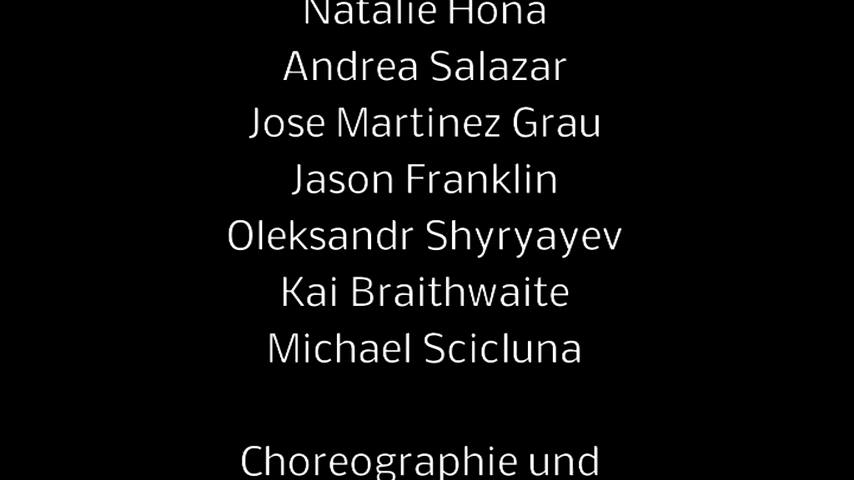 Natalie Hona
Andrea Salazar
Jose Martinez Grau
Jason Franklin
Oleksandr Shyryayev
Kai Braithwaite
Michael Scicluna
Choreographie und